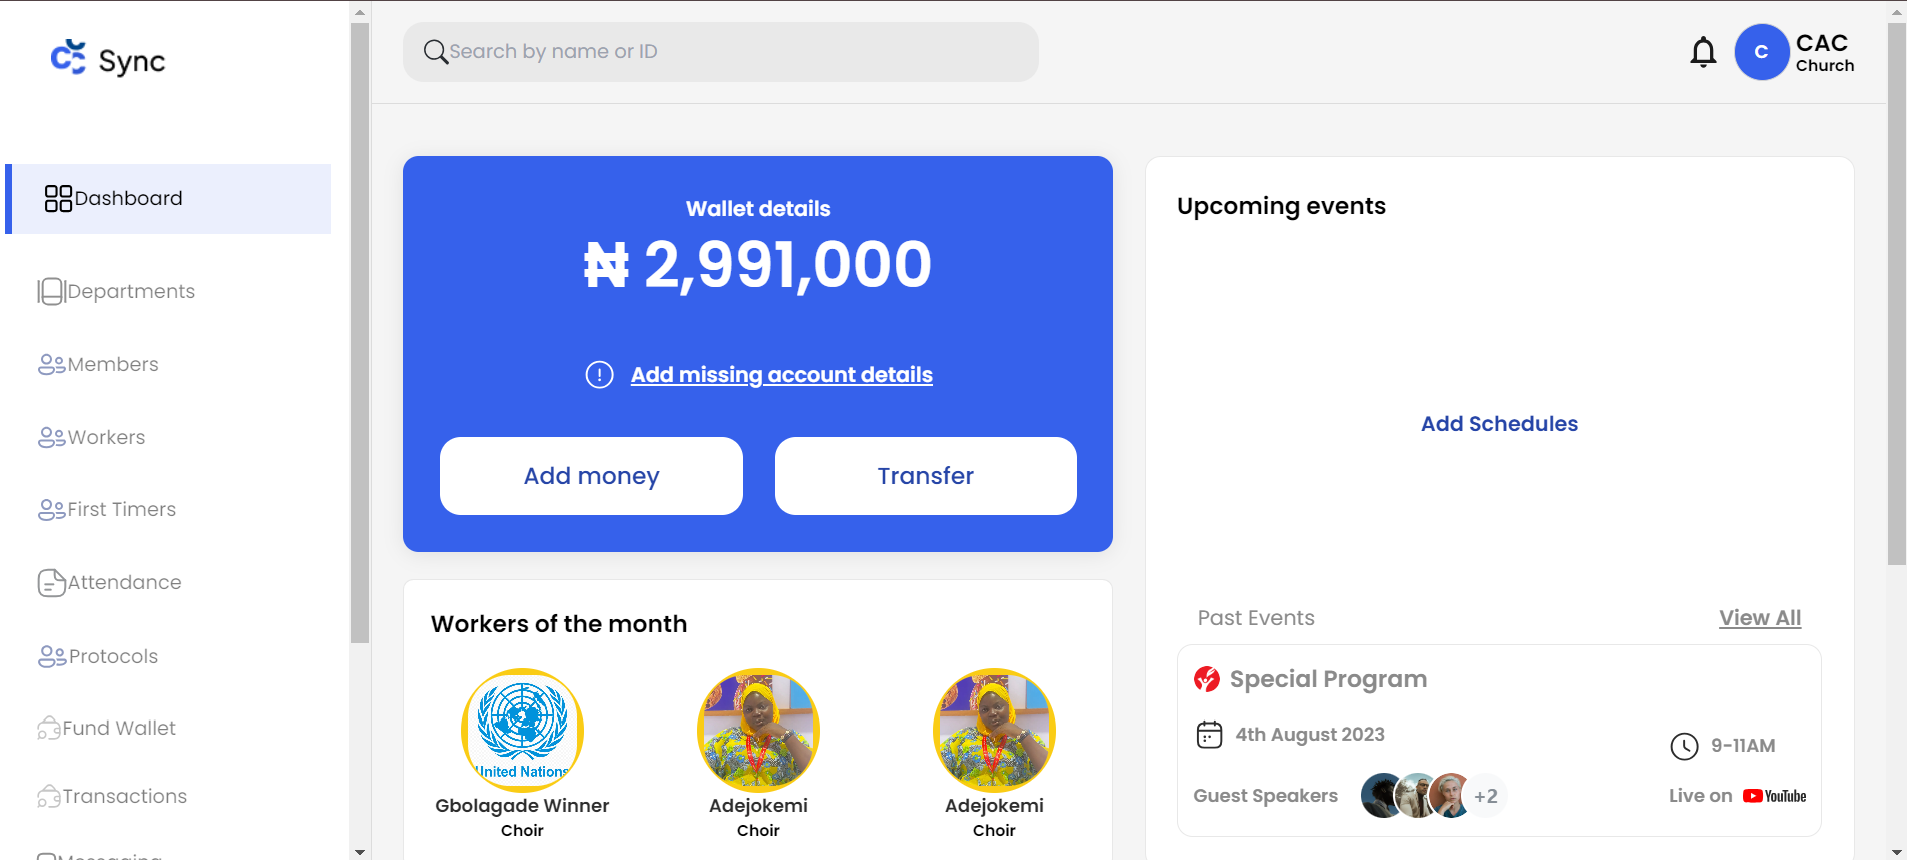 Sync
Search by name or ID
C
CAC
Church
Dashboard
Departments
Members
Workers
First Timers
Attendance
Protocols
Fund Wallet
Transactions
Messaging
Wallet details
₦ 2,991,000
Add missing account details
Add money
Transfer
Workers of the month
United Nations
Gbolagade Winner
Choir
Adejokemi
Choir
Adejokemi
Choir
Upcoming events
Add Schedules
Past Events
View All
Special Program
4th August 2023
9-11AM
Guest Speakers
+2
Live on
YouTube